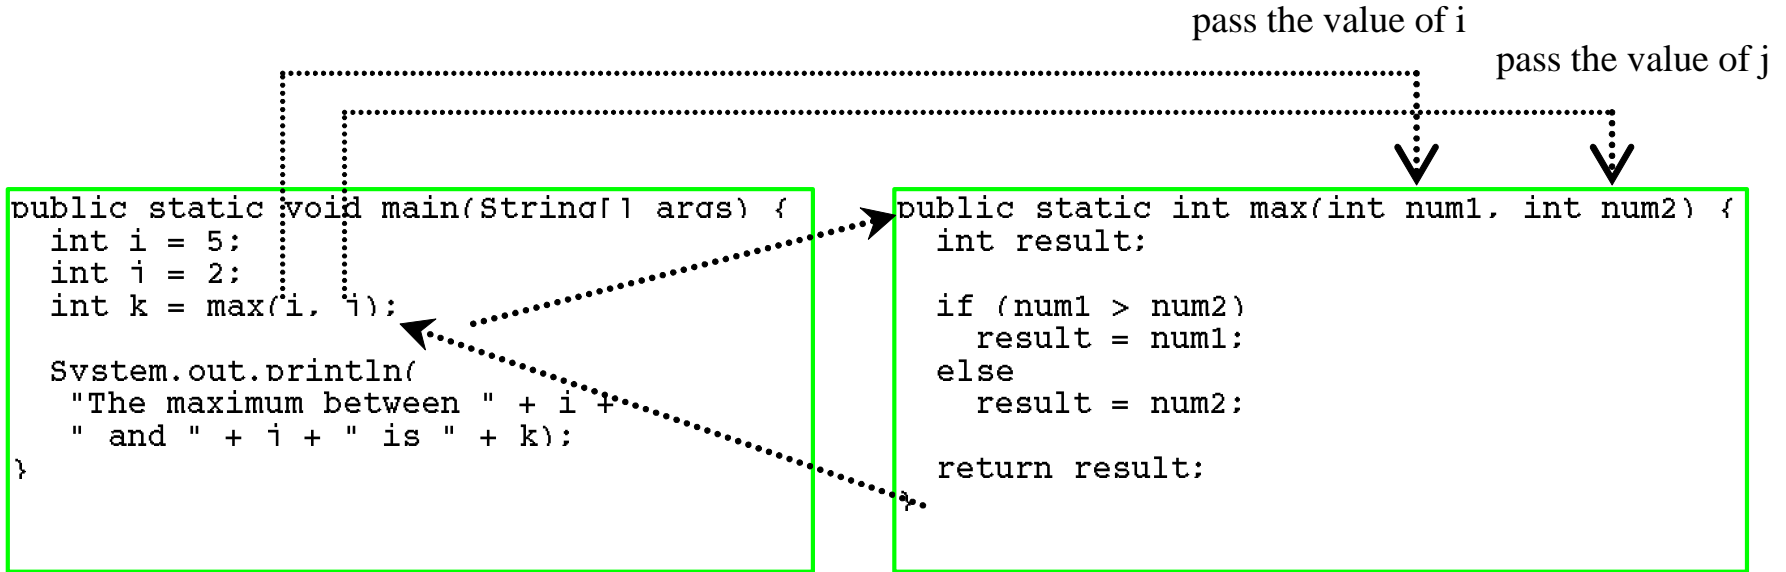 pass the value of i
pass the value of j
public static void main(String[] args) {
  int i = 5;
  int j = 2;
  int k = max(i, j);

  System.out.println(
   "The maximum between " + i +
   " and " + j + " is " + k);
}
public static int max(int num1, int num2) {
  int result;

  if (num1 > num2)
    result = num1;
  else
    result = num2;

  return result;
}